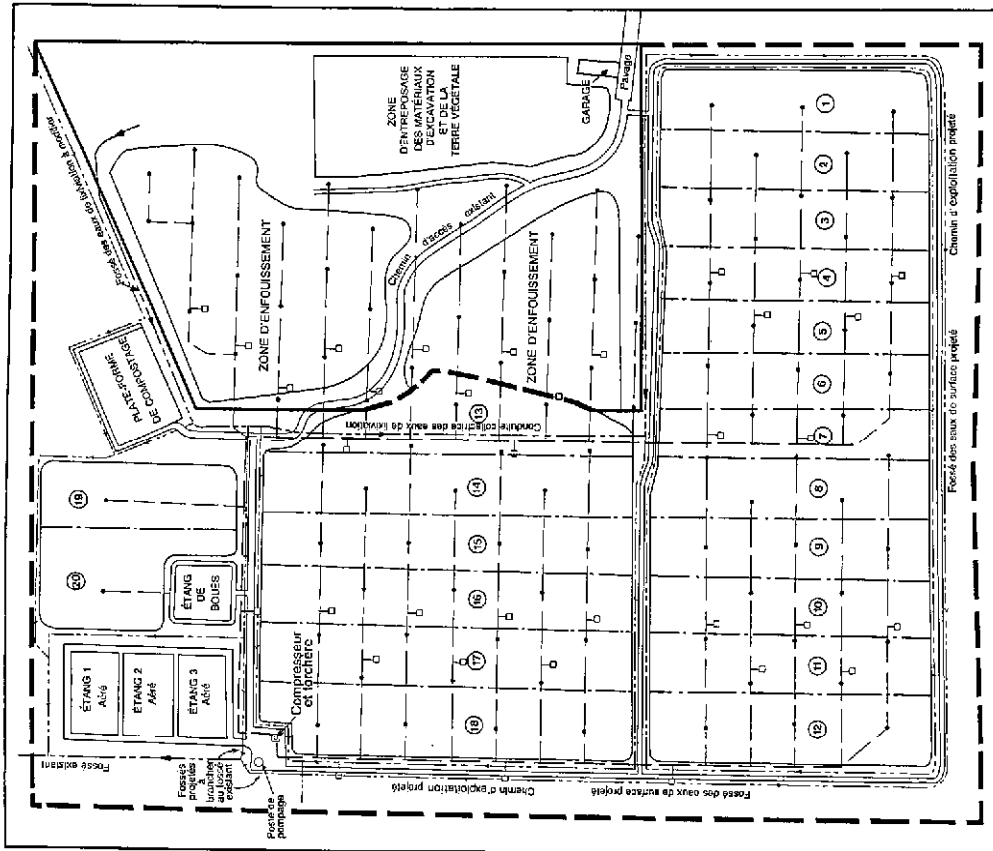 Fossé des eaux de lixiviation à modifier
ZONE
D'ENTREPOSAGE
DES MATÉRIAUX
D'EXCAVATION
ET DE LA
TERRE VÉGÉTALE
GARAGE
Pavage
PLATE-FORME
DE COMPOSTAGE
ZONE D'ENFOUISSEMENT
Chemin d'accès existant
ZONE D'ENFOUISSEMENT
Conduite collectrice des eaux de lixiviation
19
20
ÉTANG
DE
BOUES
ÉTANG 1
Aéré
ÉTANG 2
Aéré
ÉTANG 3
Aéré
Fossé existant
Fossés
projetés
à
brancher
au fossé
existant
Poste de
pompage
Compresseur
et torchère
13
14
15
16
17
18
1
2
3
4
5
6
7
8
9
10
11
12
Chemin d'exploitation projeté
Fossé des eaux de surface projeté
Chemin d'exploitation projeté
Fossé des eaux de surface projeté